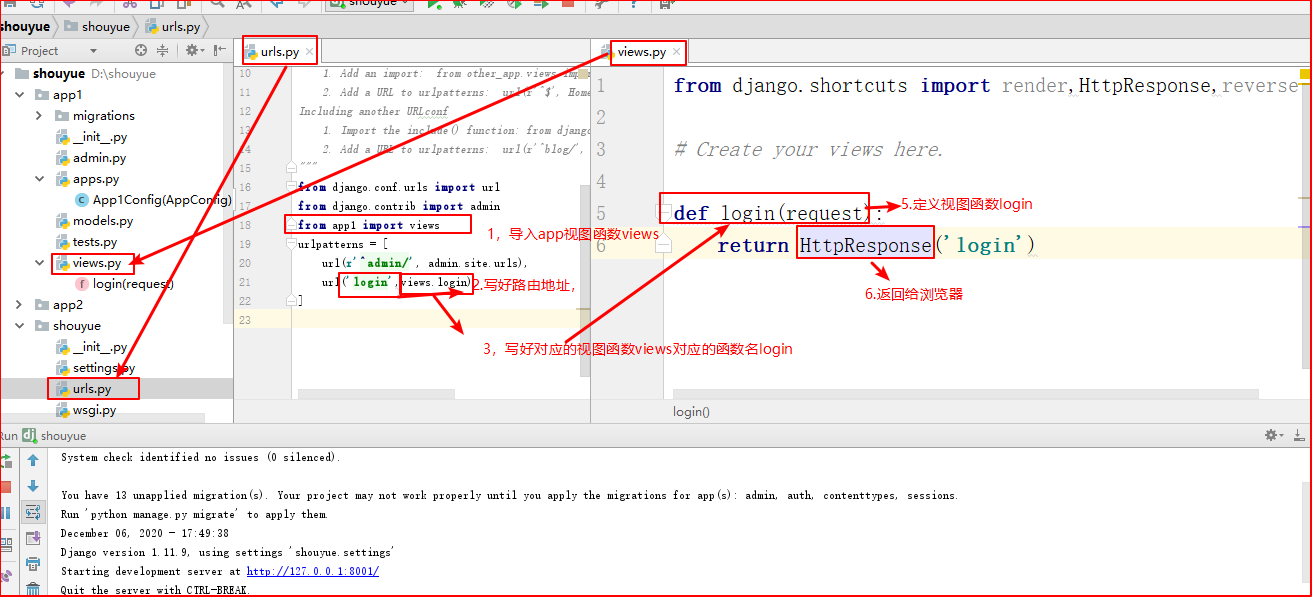 shouyue
shouyue
shouyue
urls.py
Project
shouyue D:\shouyue
app1
migrations
__init__.py
admin.py
apps.py
App1Config(AppConfig)
models.py
tests.py
views.py
login(request)
app2
shouyue
__init__.py
settings.py
urls.py
wsgi.py
urls.py
10 1. Add an import: from other_app.views
11 2. Add a URL to urlpatterns: url(r'^$', Home
12 Including another URLconf
13 1. Import the include() function: from django
14 2. Add a URL to urlpatterns: url(r'^blog/',
15 """
16 from django.conf.urls import url
17 from django.contrib import admin
18 from app1 import views
19 urlpatterns = [
20 url(r'^admin/', admin.site.urls),
21 url('login',views.login)
22 ]
23
1，导入app视图函数views
2.写好路由地址,
3，写好对应的视图函数views对应的函数名login
views.py
1 from django.shortcuts import render,HttpResponse,reverse
2
3 # Create your views here.
4
5 def login(request):
6 return HttpResponse('login')
5.定义视图函数login
6.返回给浏览器
login()
Run shouyue
System check identified no issues (0 silenced).
You have 13 unapplied migration(s). Your project may not work properly until you apply the migrations for app(s): admin, auth, contenttypes, sessions.
Run 'python manage.py migrate' to apply them.
December 06, 2020 - 17:49:38
Django version 1.11.9, using settings 'shouyue.settings'
Starting development server at http://127.0.0.1:8001/
Quit the server with CTRL-BREAK.